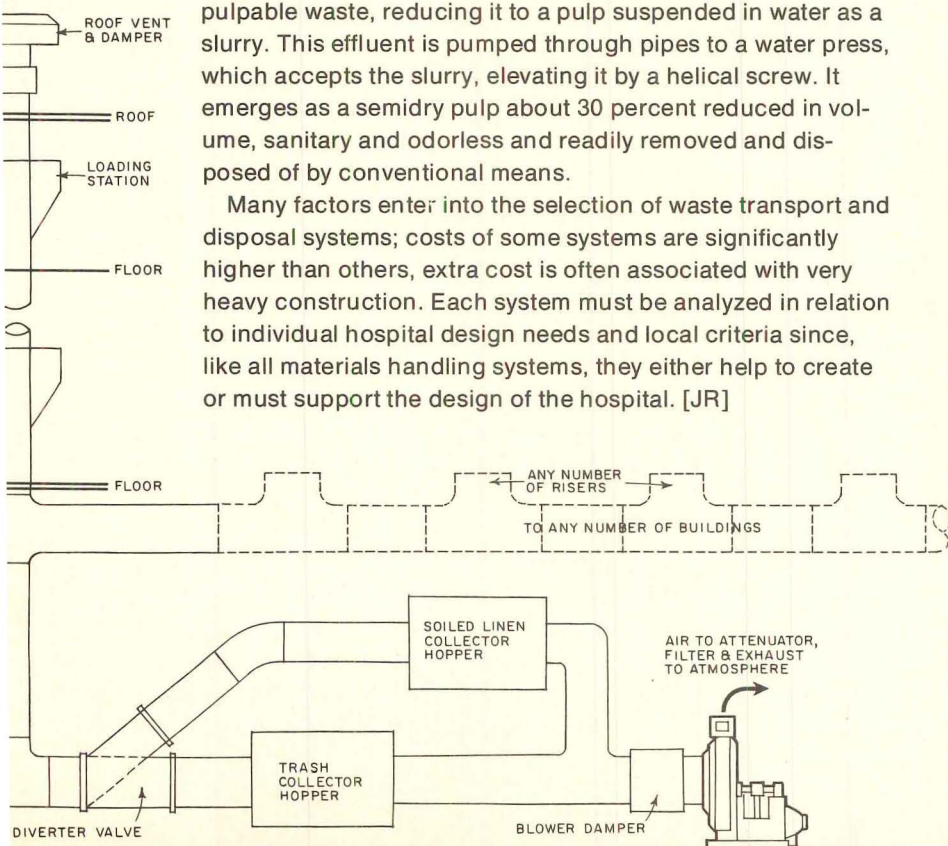 pulpable waste, reducing it to a pulp suspended in water as a
slurry. This effluent is pumped through pipes to a water press,
which accepts the slurry, elevating it by a helical screw. It
emerges as a semidry pulp about 30 percent reduced in vol-
ume, sanitary and odorless and readily removed and dis-
posed of by conventional means.
Many factors enter into the selection of waste transport and
disposal systems; costs of some systems are significantly
higher than others, extra cost is often associated with very
heavy construction. Each system must be analyzed in relation
to individual hospital design needs and local criteria since,
like all materials handling systems, they either help to create
or must support the design of the hospital. [JR]
ROOF VENT
& DAMPER
ROOF
LOADING
STATION
FLOOR
FLOOR
ANY NUMBER
OF RISERS
TO ANY NUMBER OF BUILDINGS
SOILED LINEN
COLLECTOR
HOPPER
AIR TO ATTENUATOR,
FILTER & EXHAUST
TO ATMOSPHERE
TRASH
COLLECTOR
HOPPER
DIVERTER VALVE
BLOWER DAMPER